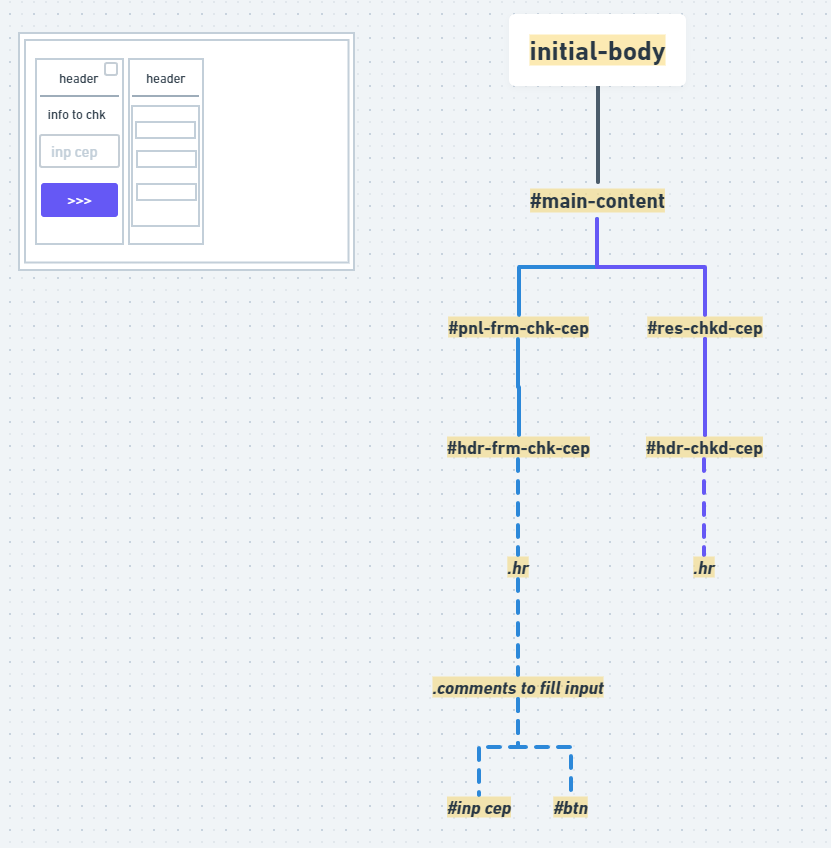 header
header
info to chk
inp cep
>>>
initial-body
#main-content
#pnl-frm-chk-cep
#res-chkd-cep
#hdr-frm-chk-cep
#hdr-chkd-cep
.hr
.hr
.comments to fill input
#inp cep
#btn